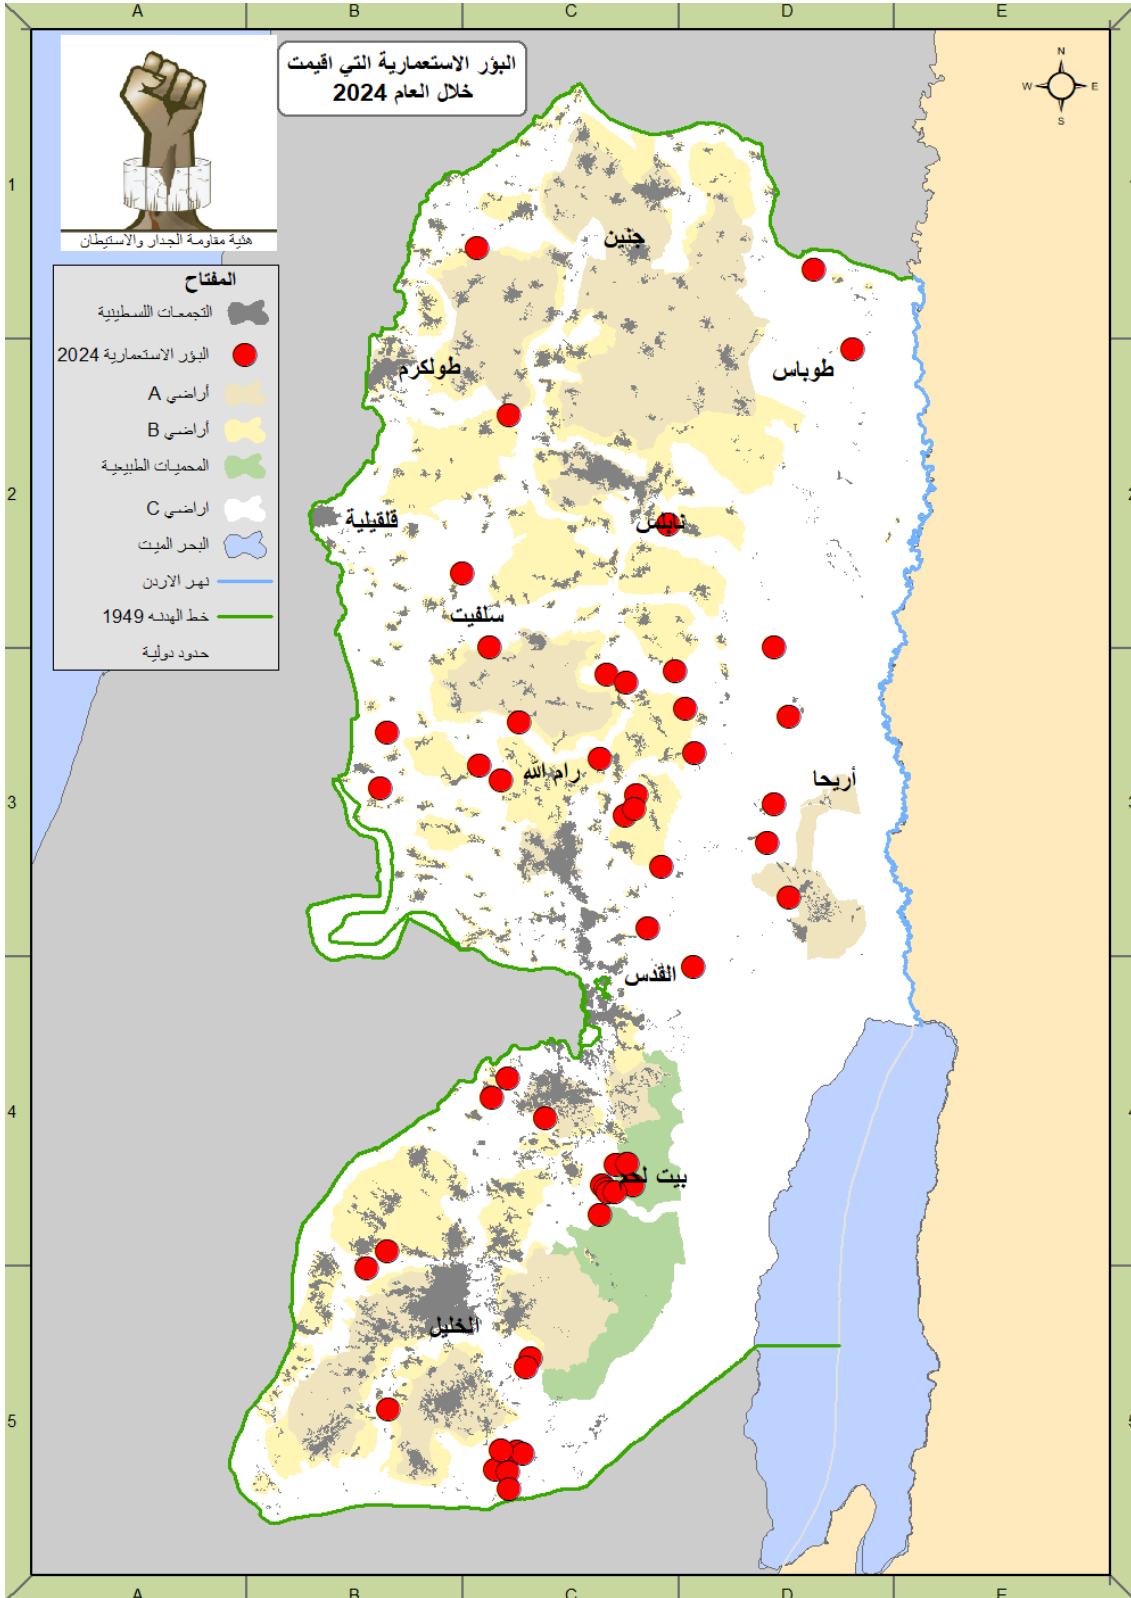 A B C D E
البؤر الاستعمارية التي اقيمت
خلال العام 2024
N
W E
S
هئية مقاومة الجدار والاستيطان
المفتاح
التجمعات اللسطينية
البؤر الاستعمارية 2024
أراضي A
أراضي B
المحميات الطبيعية
اراضي C
البحر الميت
نهر الاردن
خط الهدنه 1949
حدود دولية
1
2
3
4
5
جنين
طولكرم
طوباس
قلقيلية
نابلس
سلفيت
رام الله
أريحا
القدس
بيت لحم
الخليل
A B C D E